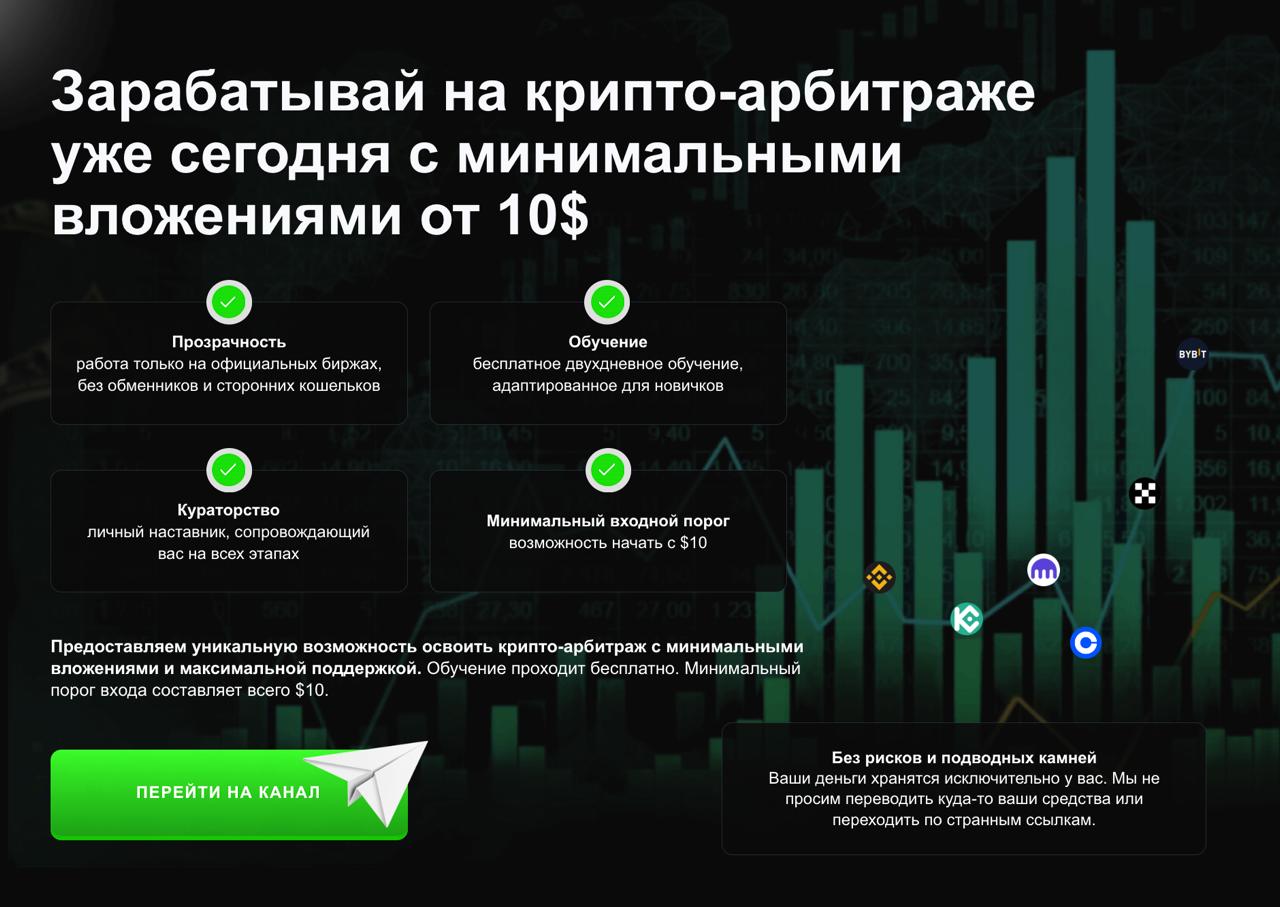 Зарабатывай на крипто-арбитраже
уже сегодня с минимальными
вложениями от 10$
Прозрачность
работа только на официальных биржах,
без обменников и сторонних кошельков
Обучение
бесплатное двухдневное обучение,
адаптированное для новичков
Кураторство
личный наставник, сопровождающий
вас на всех этапах
Минимальный входной порог
возможность начать с $10
BYBIT
Предоставляем уникальную возможность освоить крипто-арбитраж с минимальными
вложениями и максимальной поддержкой. Обучение проходит бесплатно. Минимальный
порог входа составляет всего $10.
ПЕРЕЙТИ НА КАНАЛ
Без рисков и подводных камней
Ваши деньги хранятся исключительно у вас. Мы не
просим переводить куда-то ваши средства или
переходить по странным ссылкам.